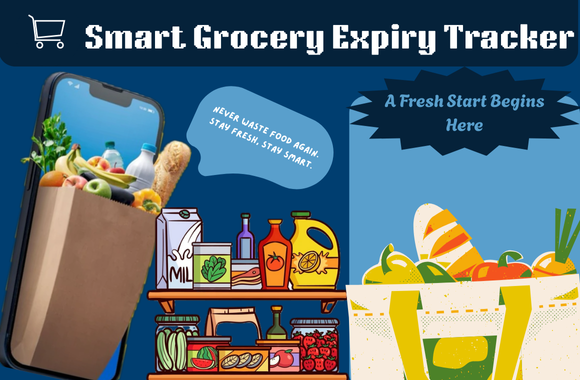 Smart Grocery Expiry Tracker
A Fresh Start Begins
Here
NEVER WASTE FOOD AGAIN.
STAY FRESH, STAY SMART.
MIL